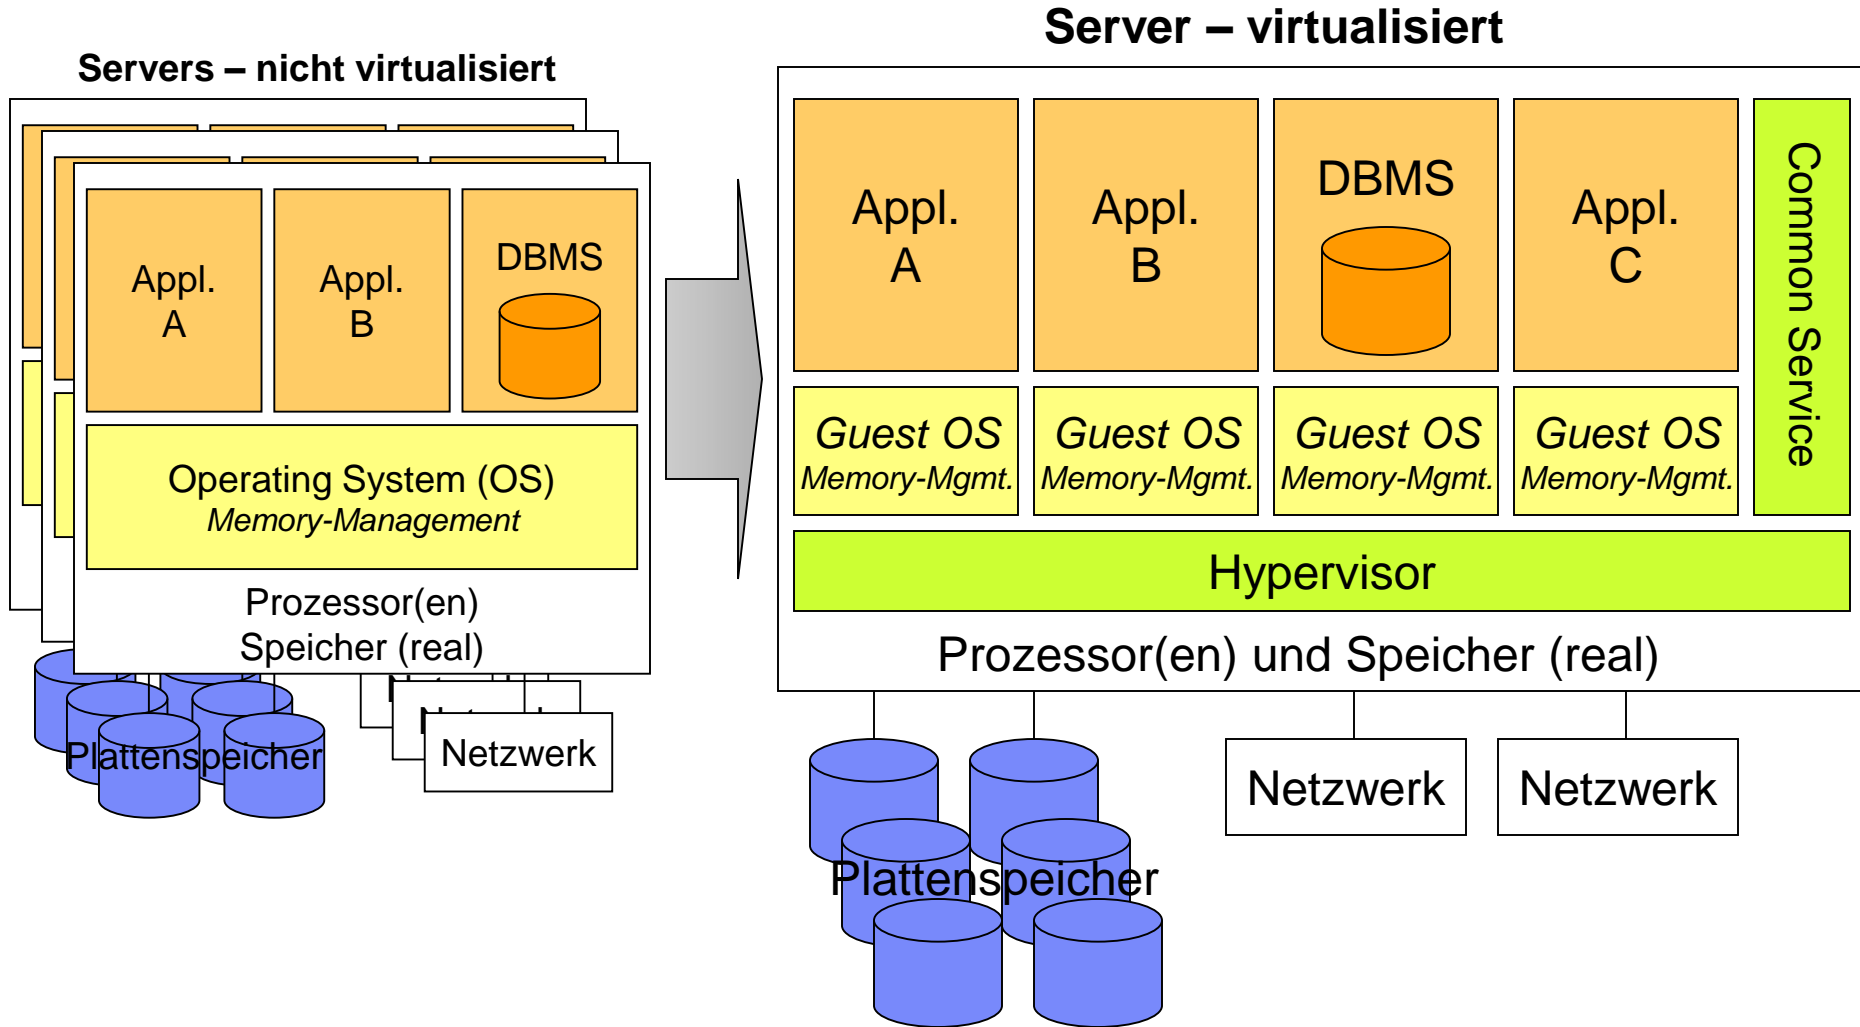 Servers – nicht virtualisiert
Appl.
A
Appl.
B
DBMS
Operating System (OS)
Memory-Management
Prozessor(en)
Speicher (real)
Plattenspeicher
Netzwerk
Server – virtualisiert
Appl.
A
Appl.
B
DBMS
Appl.
C
Common Service
Guest OS
Memory-Mgmt.
Guest OS
Memory-Mgmt.
Guest OS
Memory-Mgmt.
Guest OS
Memory-Mgmt.
Hypervisor
Prozessor(en) und Speicher (real)
Plattenspeicher
Netzwerk
Netzwerk